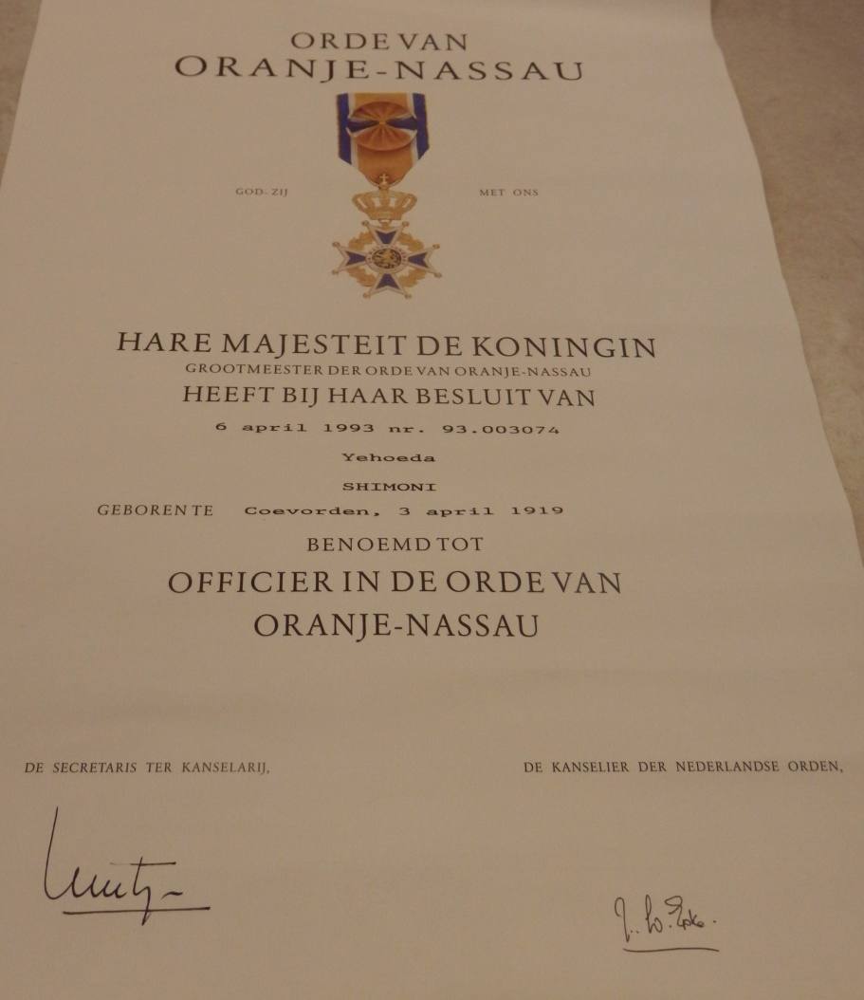 ORDE VAN
ORANJE-NASSAU
GOD ZIJ MET ONS
HARE MAJESTEIT DE KONINGIN
GROOTMEESTER DER ORDE VAN ORANJE-NASSAU
HEEFT BIJ HAAR BESLUIT VAN
6 april 1993 nr. 93.003074
Yehoeda
SHIMONI
GEBOREN TE Coevorden, 3 april 1919
BENOEMD TOT
OFFICIER IN DE ORDE VAN
ORANJE-NASSAU
DE SECRETARIS TER KANSELARIJ, DE KANSELIER DER NEDERLANDSE ORDEN,